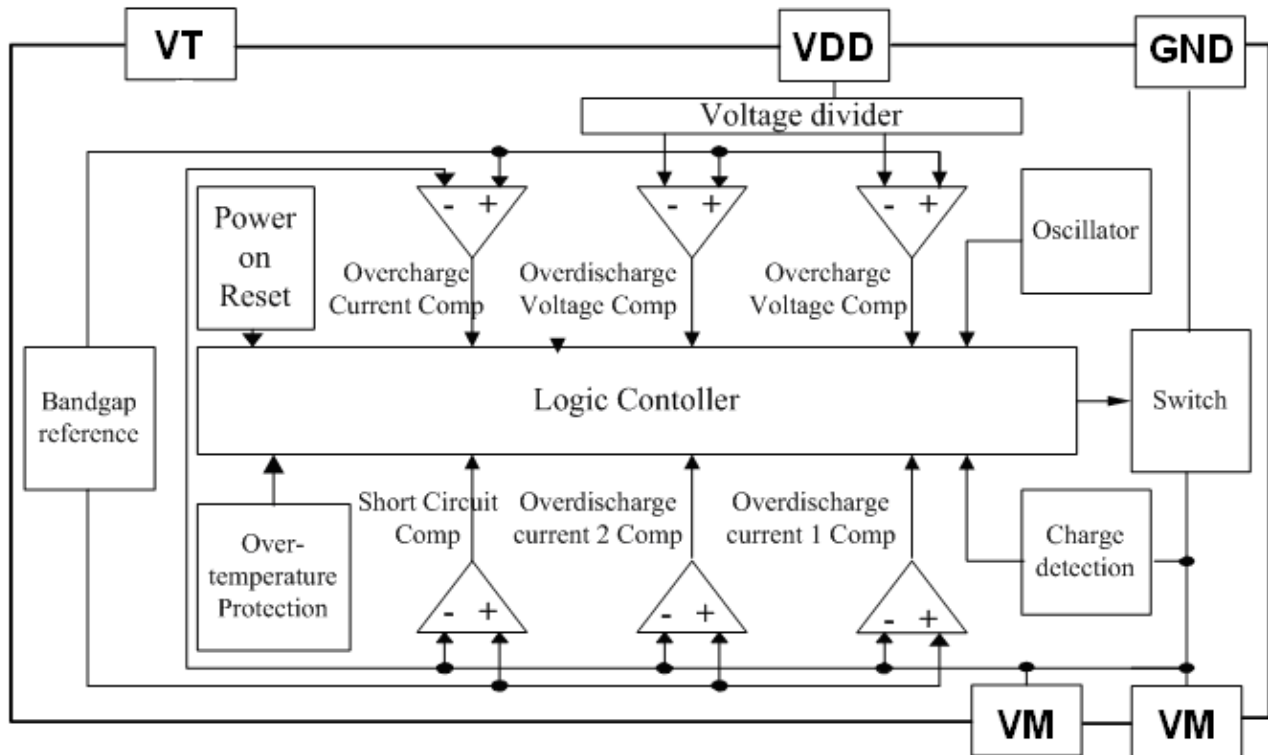 VT
VDD
GND
Voltage divider
- +
- +
- +
Power
on
Reset
Oscillator
Overcharge
Current Comp
Overdischarge
Voltage Comp
Overcharge
Voltage Comp
Bandgap
reference
Logic Contoller
Switch
Short Circuit
Comp
Overdischarge
current 2 Comp
Overdischarge
current 1 Comp
Over-
temperature
Protection
Charge
detection
- +
- +
- +
VM
VM